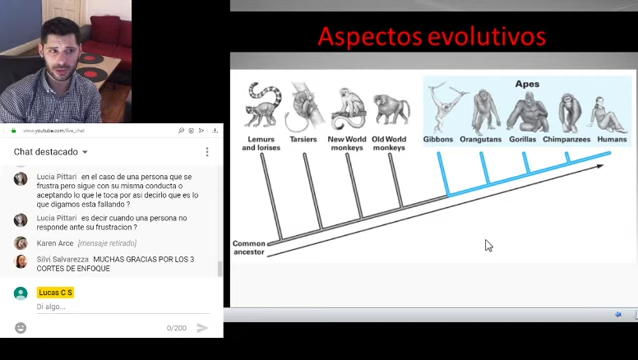 Aspectos evolutivos
www.youtube.com/live_chat
Chat destacado
Lucia Pittari en el caso de una persona que se
frustra pero sigue con su misma conducta o
aceptando lo que le toca por asi decirlo que es lo
que digamos esta fallando ?
Lucia Pittari es decir cuando una persona no
responde ante su frustracion ?
Karen Arce [mensaje retirado]
Silvi Salvarezza MUCHAS GRACIAS POR LOS 3
CORTES DE ENFOQUE
Lucas C S
Di algo...
0/200
Apes
Lemurs
and lorises
Tarsiers
New World
monkeys
Old World
monkeys
Gibbons
Orangutans
Gorillas
Chimpanzees
Humans
Common
ancestor